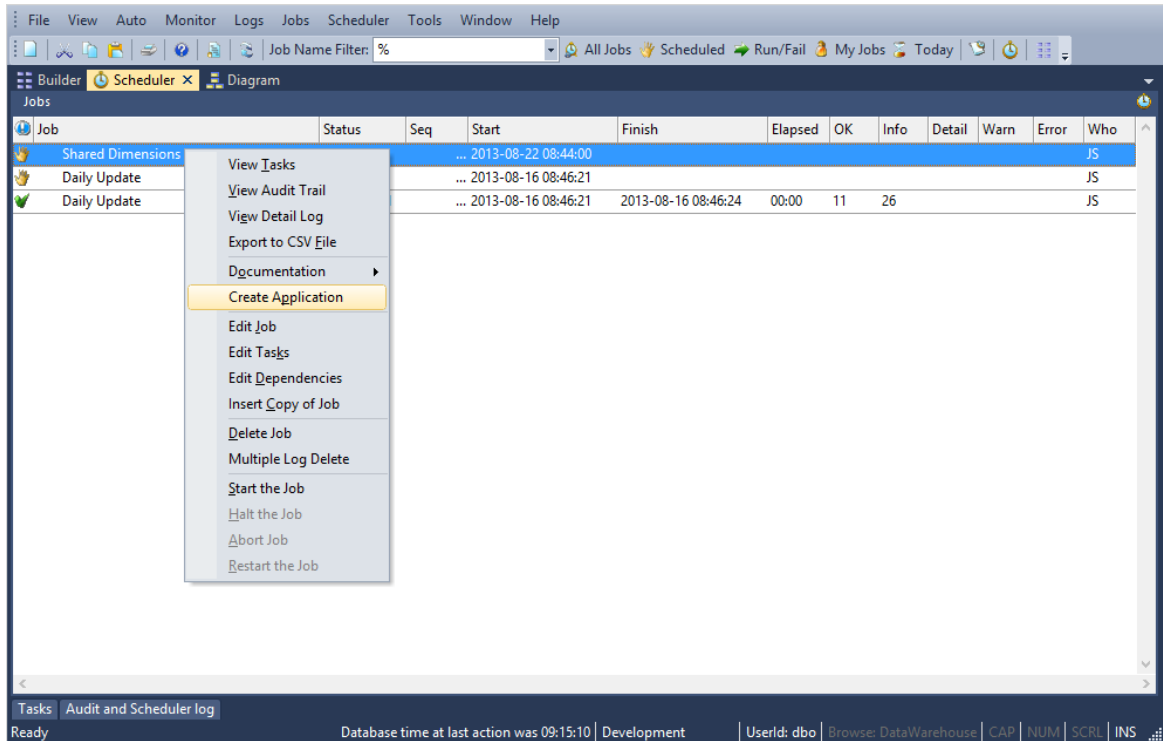 File View Auto Monitor Logs Jobs Scheduler Tools Window Help
Job Name Filter: % All Jobs Scheduled Run/Fail My Jobs Today
Builder Scheduler Diagram
Jobs
Job Status Seq Start Finish Elapsed OK Info Detail Warn Error Who
Shared Dimensions ... 2013-08-22 08:44:00 JS
Daily Update ... 2013-08-16 08:46:21 JS
Daily Update ... 2013-08-16 08:46:21 2013-08-16 08:46:24 00:00 11 26 JS
View Tasks
View Audit Trail
View Detail Log
Export to CSV File
Documentation
Create Application
Edit Job
Edit Tasks
Edit Dependencies
Insert Copy of Job
Delete Job
Multiple Log Delete
Start the Job
Halt the Job
Abort Job
Restart the Job
Tasks Audit and Scheduler log
Ready Database time at last action was 09:15:10 Development UserId: dbo Browse: DataWarehouse CAP NUM SCRL INS